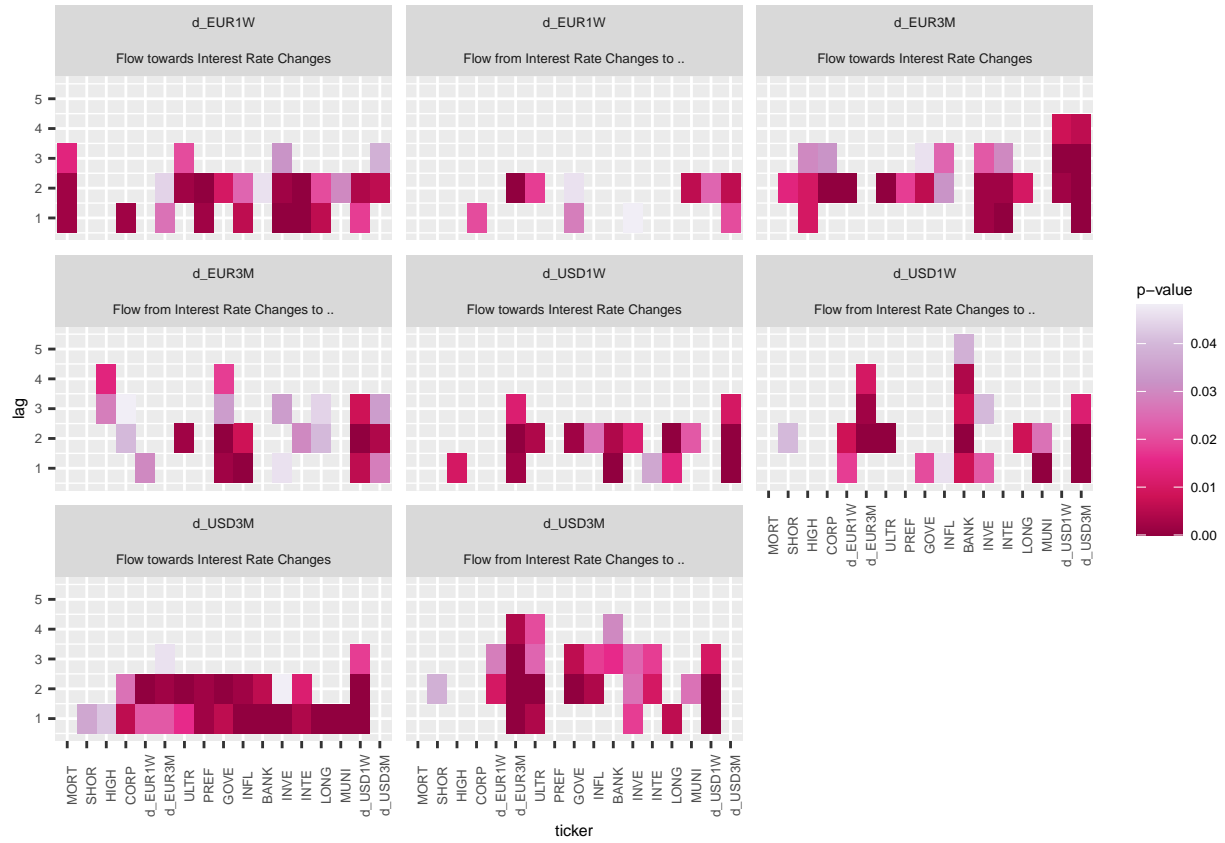 d_EUR1W
Flow towards Interest Rate Changes
d_EUR1W
Flow from Interest Rate Changes to ..
d_EUR3M
Flow towards Interest Rate Changes
5
4
3
2
1
d_EUR3M
Flow from Interest Rate Changes to ..
d_USD1W
Flow towards Interest Rate Changes
d_USD1W
Flow from Interest Rate Changes to ..
5
4
3
2
1
MORT
SHOR
HIGH
CORP
d_EUR1W
d_EUR3M
ULTR
PREF
GOVE
INFL
BANK
INVE
INTE
LONG
MUNI
d_USD1W
d_USD3M
d_USD3M
Flow towards Interest Rate Changes
d_USD3M
Flow from Interest Rate Changes to ..
5
4
3
2
1
MORT
SHOR
HIGH
CORP
d_EUR1W
d_EUR3M
ULTR
PREF
GOVE
INFL
BANK
INVE
INTE
LONG
MUNI
d_USD1W
d_USD3M
MORT
SHOR
HIGH
CORP
d_EUR1W
d_EUR3M
ULTR
PREF
GOVE
INFL
BANK
INVE
INTE
LONG
MUNI
d_USD1W
d_USD3M
lag
ticker
p−value
0.04
0.03
0.02
0.01
0.00